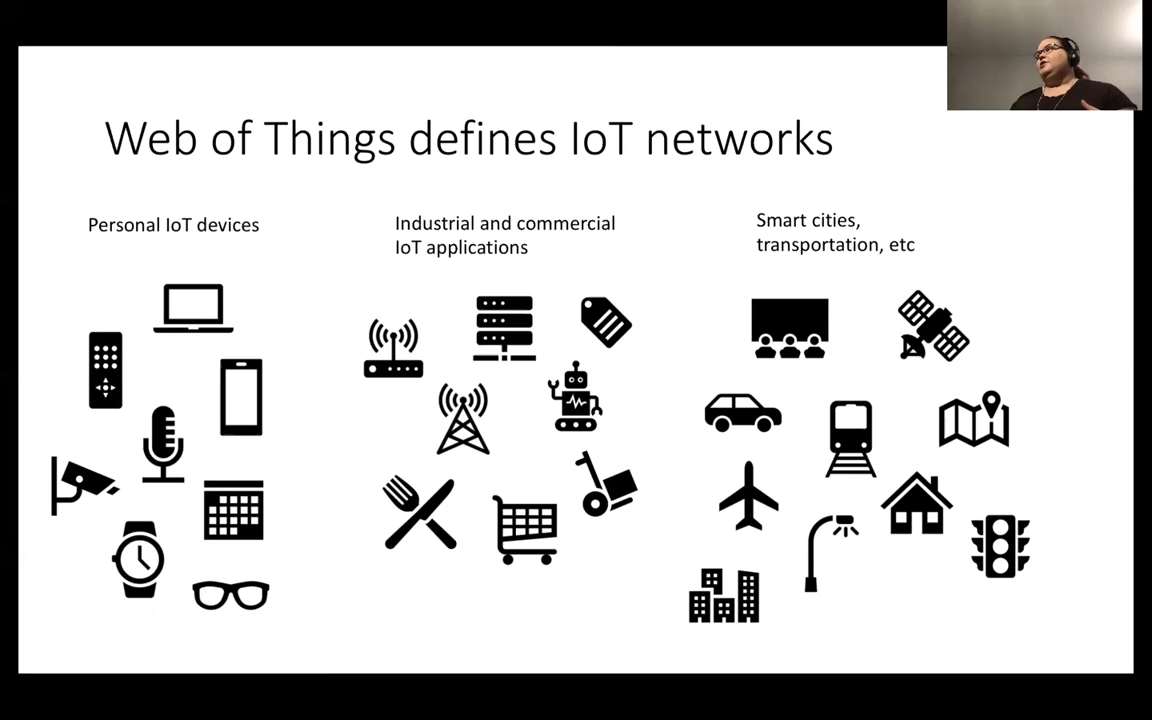 Web of Things defines IoT networks
Personal IoT devices
Industrial and commercial
IoT applications
Smart cities,
transportation, etc